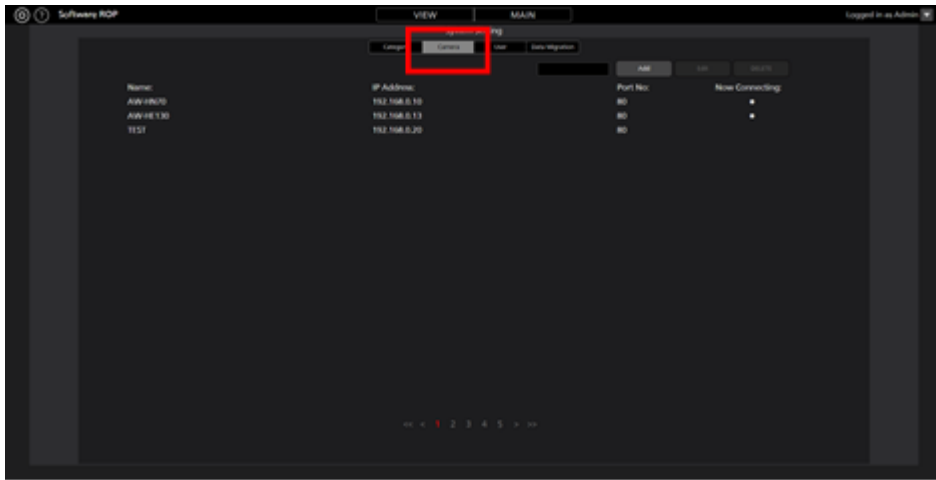 Software ROP VIEW MAIN Logged in as Admin
Camera User Data Migration
Add Edit DELETE
Name: IP Address: Port No: Now Connecting:
AW-HN70 192.168.0.10 80
AW-HE130 192.168.0.13 80
TEST 192.168.0.20 80
<< < 1 2 3 4 5 > >>